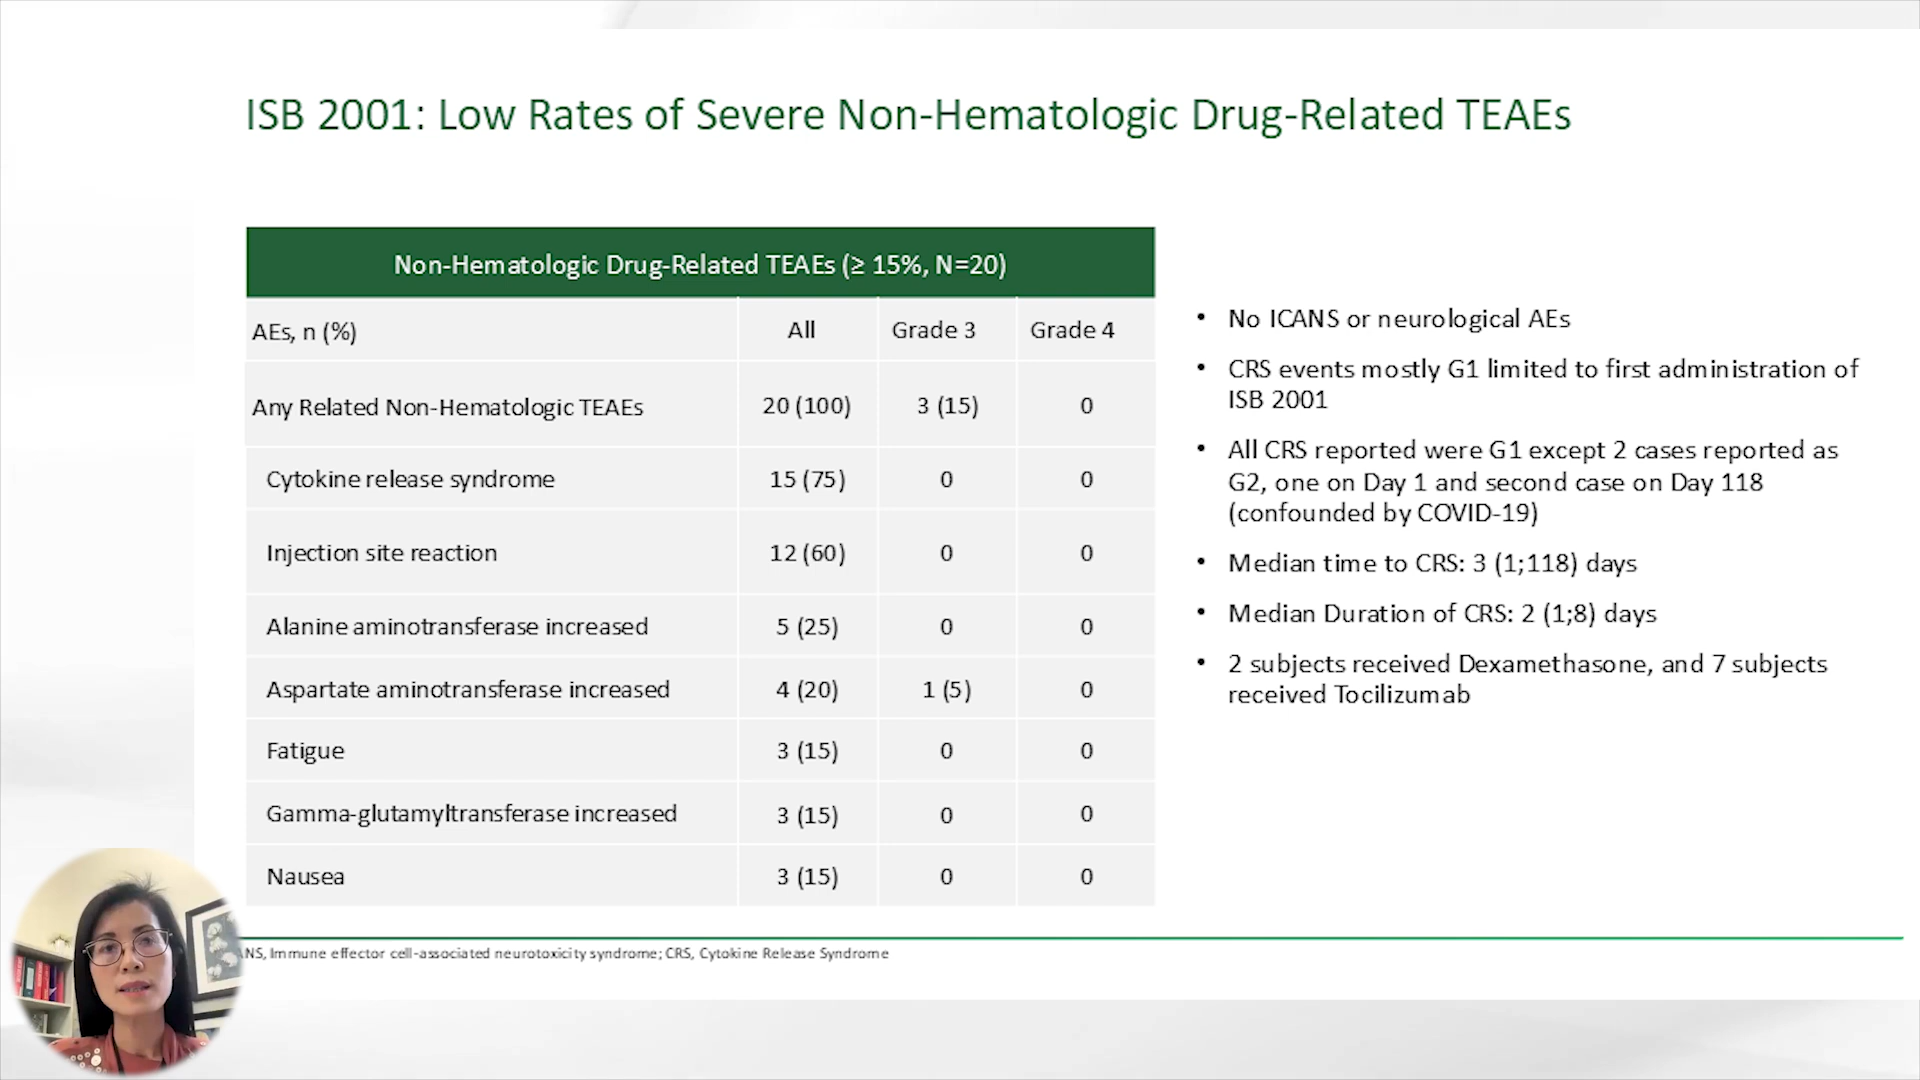 ISB 2001: Low Rates of Severe Non-Hematologic Drug-Related TEAEs
Non-Hematologic Drug-Related TEAEs (≥ 15%, N=20)
AEs, n (%) All Grade 3 Grade 4
Any Related Non-Hematologic TEAEs 20 (100) 3 (15) 0
Cytokine release syndrome 15 (75) 0 0
Injection site reaction 12 (60) 0 0
Alanine aminotransferase increased 5 (25) 0 0
Aspartate aminotransferase increased 4 (20) 1 (5) 0
Fatigue 3 (15) 0 0
Gamma-glutamyltransferase increased 3 (15) 0 0
Nausea 3 (15) 0 0
• No ICANS or neurological AEs
• CRS events mostly G1 limited to first administration of
ISB 2001
• All CRS reported were G1 except 2 cases reported as
G2, one on Day 1 and second case on Day 118
(confounded by COVID-19)
• Median time to CRS: 3 (1;118) days
• Median Duration of CRS: 2 (1;8) days
• 2 subjects received Dexamethasone, and 7 subjects
received Tocilizumab
NS, Immune effector cell-associated neurotoxicity syndrome; CRS, Cytokine Release Syndrome